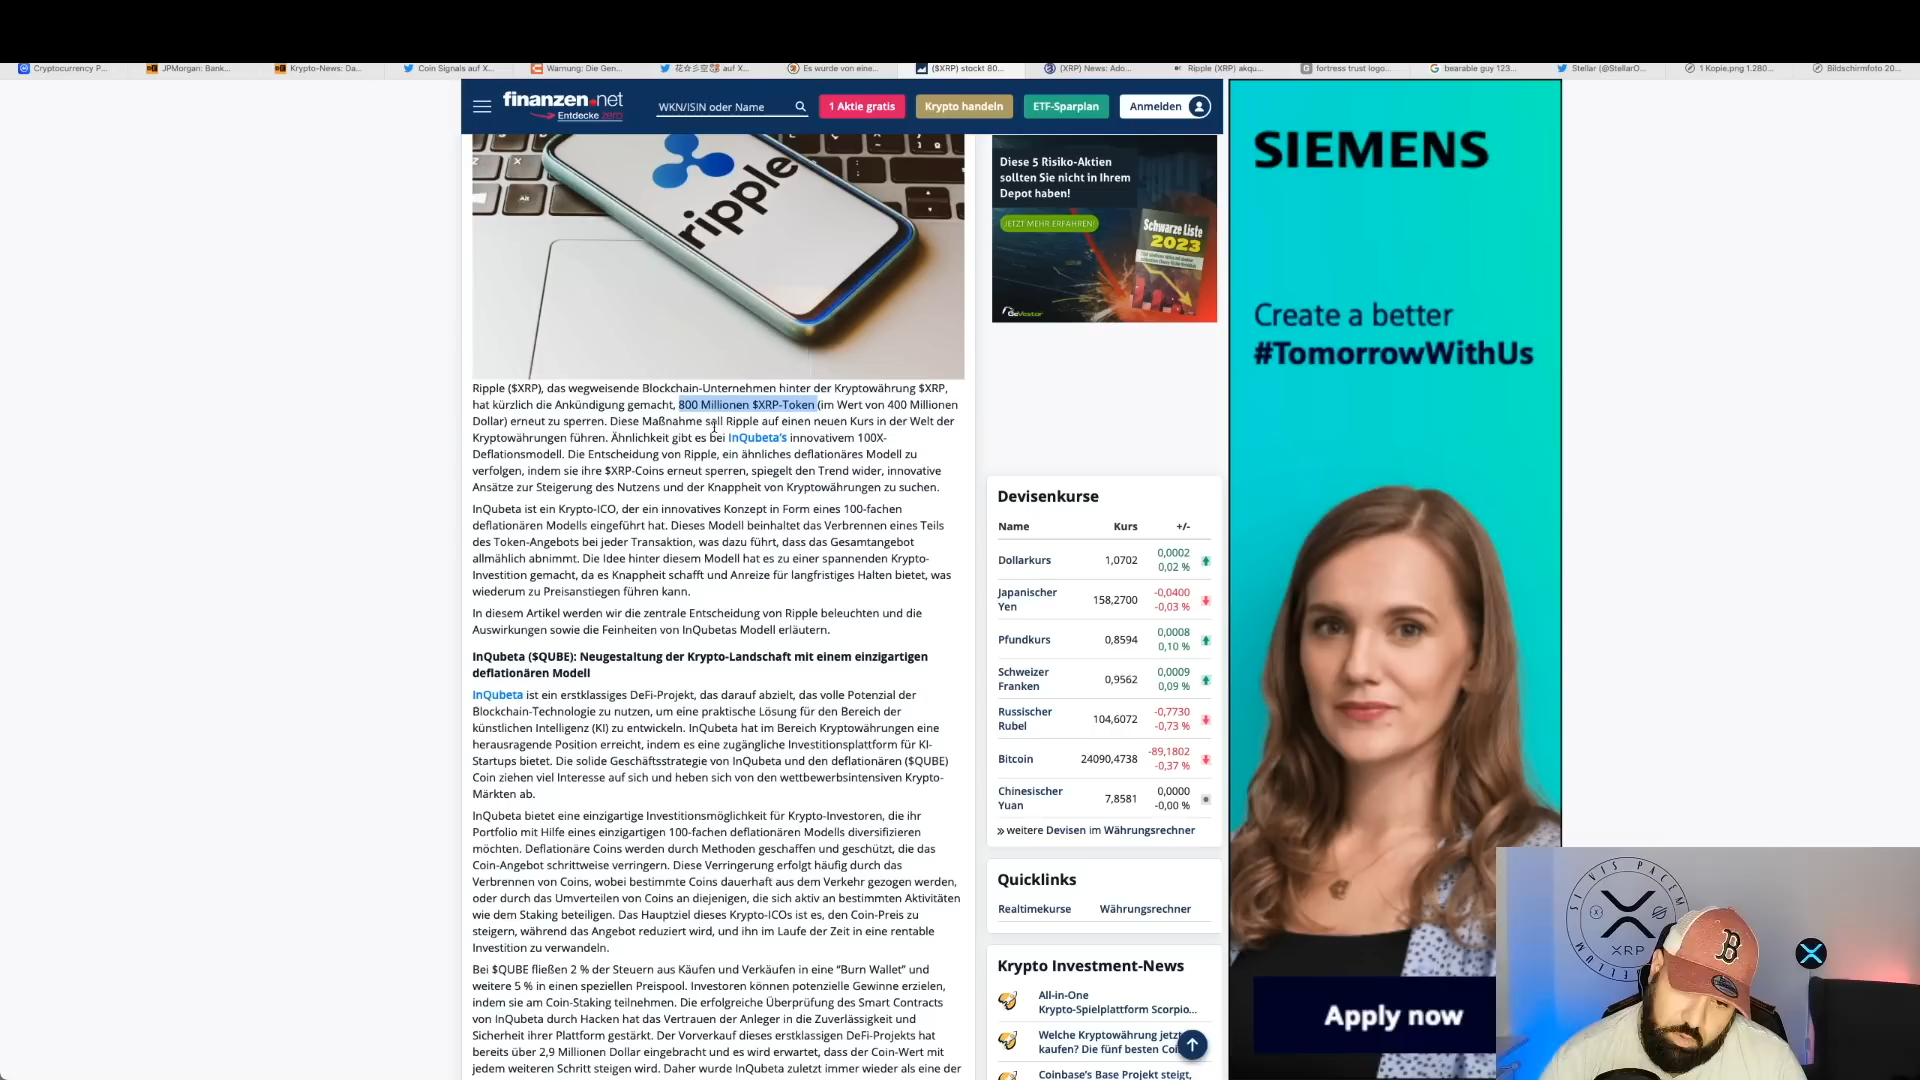 Cryptocurrency P...
JPMorgan: Bank...
Krypto-News: Da...
Coin Signals auf X...
Warnung: Die Gen...
Es wurde von eine...
($XRP) stockt 80...
(XRP) News: Ado...
Ripple (XRP) akqu...
fortress trust logo...
bearable guy 123...
Stellar (@StellarO...
1 Kopie.png 1.280...
Bildschirmfoto 20...
finanzen.net
Entdecke zero
WKN/ISIN oder Name
1 Aktie gratis
Krypto handeln
ETF-Sparplan
Anmelden
ripple
Alt
Ripple ($XRP), das wegweisende Blockchain-Unternehmen hinter der Kryptowährung $XRP,
hat kürzlich die Ankündigung gemacht, 800 Millionen $XRP-Token (im Wert von 400 Millionen
Dollar) erneut zu sperren. Diese Maßnahme soll Ripple auf einen neuen Kurs in der Welt der
Kryptowährungen führen. Ähnlichkeit gibt es bei InQubeta's innovativem 100X-
Deflationsmodell. Die Entscheidung von Ripple, ein ähnliches deflationäres Modell zu
verfolgen, indem sie ihre $XRP-Coins erneut sperren, spiegelt den Trend wider, innovative
Ansätze zur Steigerung des Nutzens und der Knappheit von Kryptowährungen zu suchen.
InQubeta ist ein Krypto-ICO, der ein innovatives Konzept in Form eines 100-fachen
deflationären Modells eingeführt hat. Dieses Modell beinhaltet das Verbrennen eines Teils
des Token-Angebots bei jeder Transaktion, was dazu führt, dass das Gesamtangebot
allmählich abnimmt. Die Idee hinter diesem Modell hat es zu einer spannenden Krypto-
Investition gemacht, da es Knappheit schafft und Anreize für langfristiges Halten bietet, was
wiederum zu Preisanstiegen führen kann.
In diesem Artikel werden wir die zentrale Entscheidung von Ripple beleuchten und die
Auswirkungen sowie die Feinheiten von InQubetas Modell erläutern.
InQubeta ($QUBE): Neugestaltung der Krypto-Landschaft mit einem einzigartigen
deflationären Modell
InQubeta ist ein erstklassiges DeFi-Projekt, das darauf abzielt, das volle Potenzial der
Blockchain-Technologie zu nutzen, um eine praktische Lösung für den Bereich der
künstlichen Intelligenz (KI) zu entwickeln. InQubeta hat im Bereich Kryptowährungen eine
herausragende Position erreicht, indem es eine zugängliche Investitionsplattform für KI-
Startups bietet. Die solide Geschäftsstrategie von InQubeta und den deflationären ($QUBE)
Coin ziehen viel Interesse auf sich und heben sich von den wettbewerbsintensiven Krypto-
Märkten ab.
InQubeta bietet eine einzigartige Investitionsmöglichkeit für Krypto-Investoren, die ihr
Portfolio mit Hilfe eines einzigartigen 100-fachen deflationären Modells diversifizieren
möchten. Deflationäre Coins werden durch Methoden geschaffen und geschützt, die das
Coin-Angebot schrittweise verringern. Diese Verringerung erfolgt häufig durch das
Verbrennen von Coins, wobei bestimmte Coins dauerhaft aus dem Verkehr gezogen werden,
oder durch das Umverteilen von Coins an diejenigen, die sich aktiv an bestimmten Aktivitäten
wie dem Staking beteiligen. Das Hauptziel dieses Krypto-ICOs ist es, den Coin-Preis zu
steigern, während das Angebot reduziert wird, und ihn im Laufe der Zeit in eine rentable
Investition zu verwandeln.
Bei $QUBE fließen 2 % der Steuern aus Käufen und Verkäufen in eine "Burn Wallet" und
weitere 5 % in einen speziellen Preispool. Investoren können potenzielle Gewinne erzielen,
indem sie am Coin-Staking teilnehmen. Die erfolgreiche Überprüfung des Smart Contracts
von InQubeta durch Hacken hat das Vertrauen der Anleger in die Zuverlässigkeit und
Sicherheit ihrer Plattform gestärkt. Der Vorverkauf dieses erstklassigen DeFi-Projekts hat
bereits über 2,9 Millionen Dollar eingebracht und es wird erwartet, dass der Coin-Wert mit
jedem weiteren Schritt steigen wird. Daher wurde InQubeta zuletzt immer wieder als eine der
Diese 5 Risiko-Aktien
sollten Sie nicht in Ihrem
Depot haben!
JETZT MEHR ERFAHREN!
Schwarze Liste
2023
GeVestor
Devisenkurse
Name Kurs +/-
Dollarkurs 1,0702 0,0002 0,02 %
Japanischer Yen 158,2700 -0,0400 -0,03 %
Pfundkurs 0,8594 0,0008 0,10 %
Schweizer Franken 0,9562 0,0009 0,09 %
Russischer Rubel 104,6072 -0,7730 -0,73 %
Bitcoin 24090,4738 -89,1802 -0,37 %
Chinesischer Yuan 7,8581 0,0000 -0,00 %
» weitere Devisen im Währungsrechner
Quicklinks
Realtimekurse Währungsrechner
Krypto Investment-News
All-in-One
Krypto-Spielplattform Scorpio...
Welche Kryptowährung jetzt
kaufen? Die fünf besten Coi
Coinbase's Base Projekt steigt,
SIEMENS
Create a better
#TomorrowWithUs
Apply now
SI VIS PACEM
XRP
B